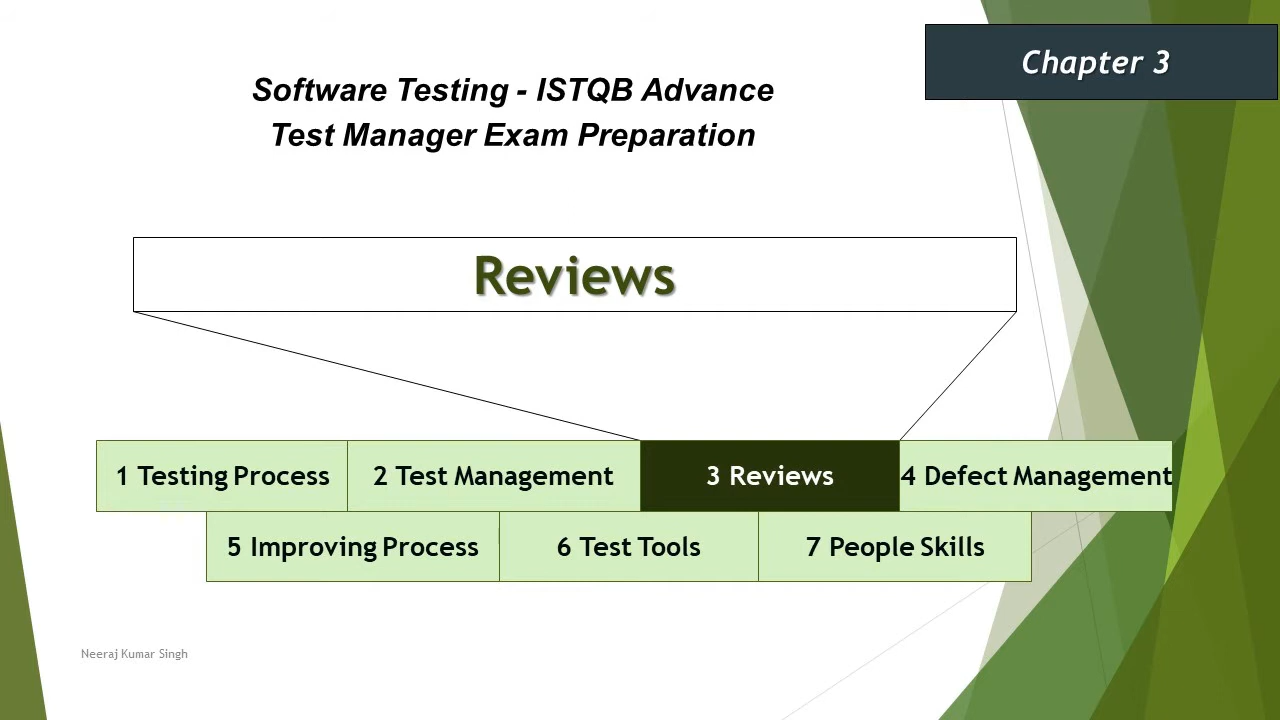 Chapter 3
Software Testing - ISTQB Advance
Test Manager Exam Preparation
Reviews
1 Testing Process
2 Test Management
3 Reviews
4 Defect Management
5 Improving Process
6 Test Tools
7 People Skills
Neeraj Kumar Singh